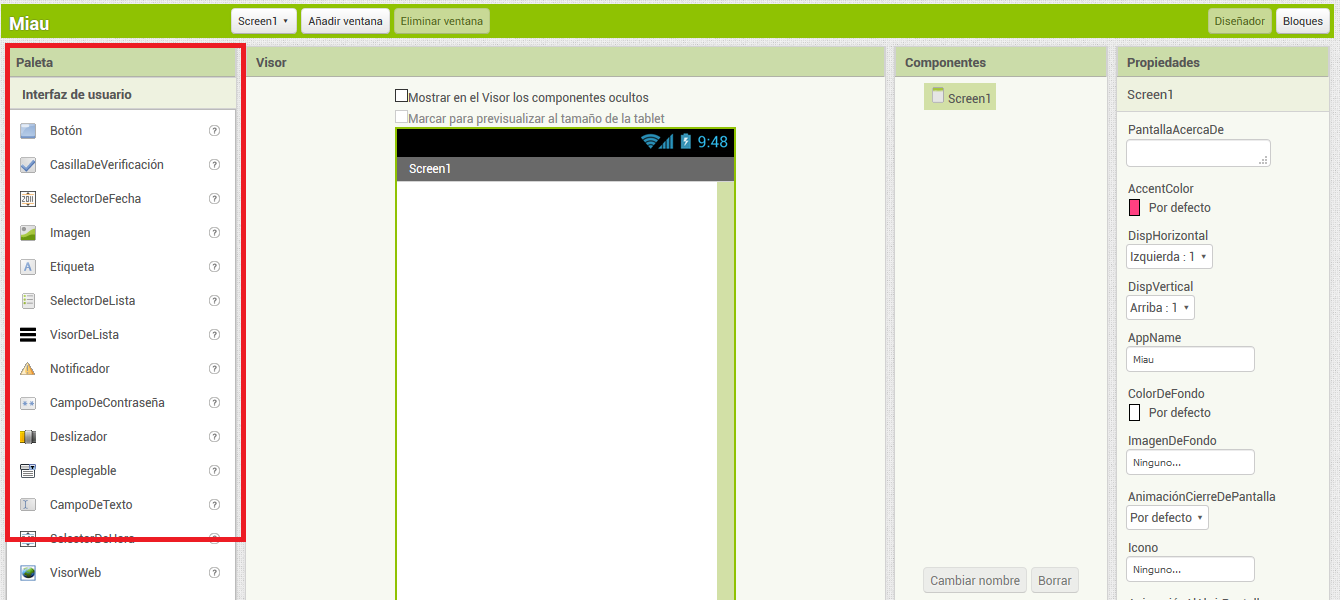 Miau
Screen1
Añadir ventana
Eliminar ventana
Diseñador
Bloques
Paleta
Interfaz de usuario
Botón
CasillaDeVerificación
SelectorDeFecha
Imagen
Etiqueta
SelectorDeLista
VisorDeLista
Notificador
CampoDeContraseña
Deslizador
Desplegable
CampoDeTexto
SelectorDeHora
VisorWeb
Visor
Mostrar en el Visor los componentes ocultos
Marcar para previsualizar al tamaño de la tablet
9:48
Screen1
Componentes
Screen1
Cambiar nombre
Borrar
Propiedades
Screen1
PantallaAcercaDe
AccentColor
Por defecto
DispHorizontal
Izquierda : 1
DispVertical
Arriba : 1
AppName
Miau
ColorDeFondo
Por defecto
ImagenDeFondo
Ninguno...
AnimaciónCierreDePantalla
Por defecto
Icono
Ninguno...